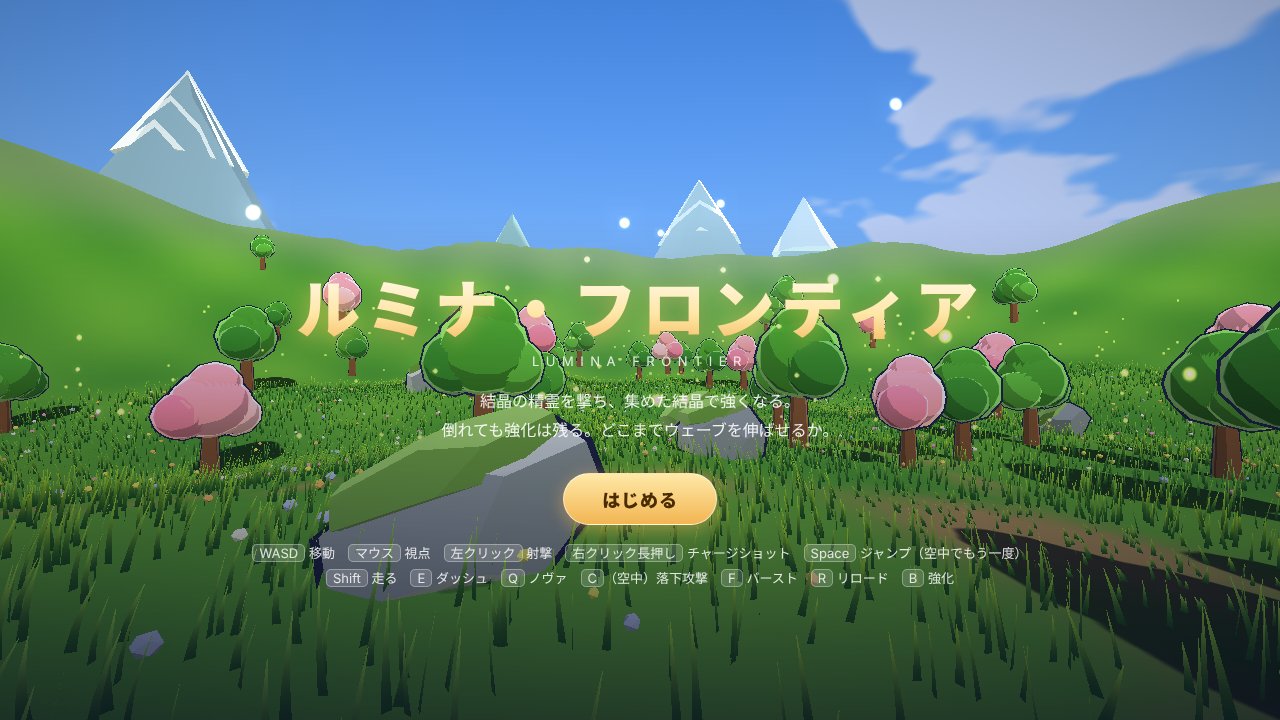 ルミナ・フロンティア
LUMINA FRONTIER
結晶の精霊を撃ち、集めた結晶で強くなる。
倒れても強化は残る。どこまでウェーブを伸ばせるか。
はじめる
WASD 移動 マウス 視点 左クリック 射撃 右クリック長押し チャージショット Space ジャンプ（空中でもう一度）
Shift 走る E ダッシュ Q ノヴァ C （空中）落下攻撃 F バースト R リロード B 強化